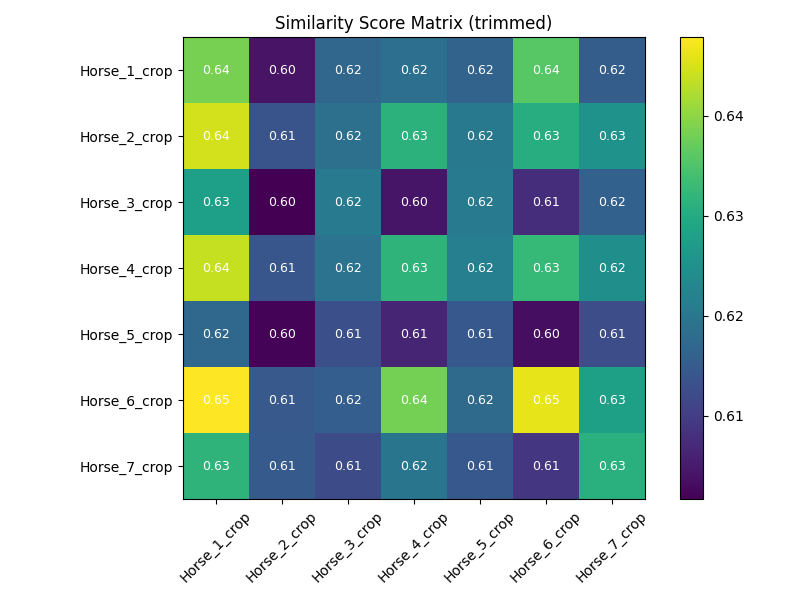 Similarity Score Matrix (trimmed)
Horse_1_crop 0.64 0.60 0.62 0.62 0.62 0.64 0.62
Horse_2_crop 0.64 0.61 0.62 0.63 0.62 0.63 0.63
Horse_3_crop 0.63 0.60 0.62 0.60 0.62 0.61 0.62
Horse_4_crop 0.64 0.61 0.62 0.63 0.62 0.63 0.62
Horse_5_crop 0.62 0.60 0.61 0.61 0.61 0.60 0.61
Horse_6_crop 0.65 0.61 0.62 0.64 0.62 0.65 0.63
Horse_7_crop 0.63 0.61 0.61 0.62 0.61 0.61 0.63
Horse_1_crop Horse_2_crop Horse_3_crop Horse_4_crop Horse_5_crop Horse_6_crop Horse_7_crop
0.64
0.63
0.62
0.61